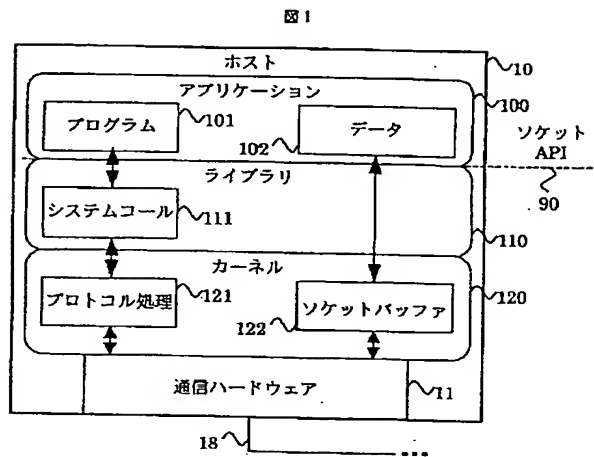 図1
ホスト
10
アプリケーション
100
プログラム
101
データ
102
ソケット
API
90
ライブラリ
システムコール
111
110
カーネル
プロトコル処理
121
ソケットバッファ
122
120
通信ハードウェア
11
18